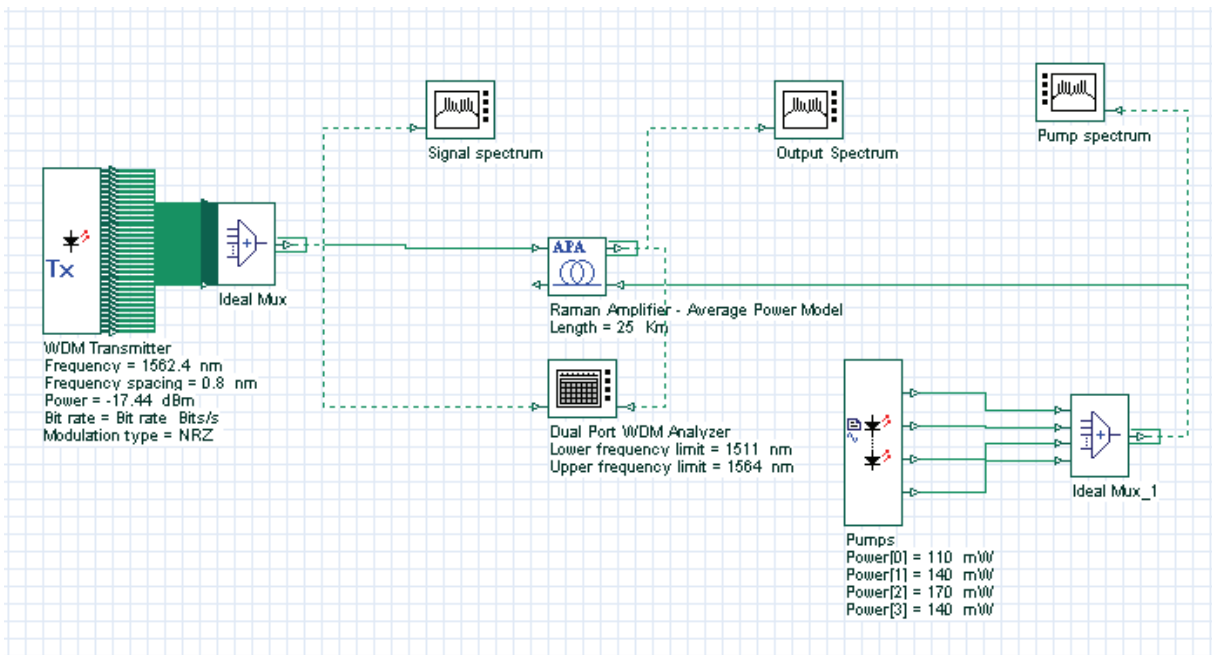 Signal spectrum
Output Spectrum
Pump spectrum
Tx
Ideal Mux
APA
Raman Amplifier - Average Power Model
Length = 25 Km
WDM Transmitter
Frequency = 1562.4 nm
Frequency spacing = 0.8 nm
Power = -17.44 dBm
Bit rate = Bit rate Bits/s
Modulation type = NRZ
Dual Port WDM Analyzer
Lower frequency limit = 1511 nm
Upper frequency limit = 1564 nm
Ideal Mux_1
Pumps
Power[0] = 110 mW
Power[1] = 140 mW
Power[2] = 170 mW
Power[3] = 140 mW